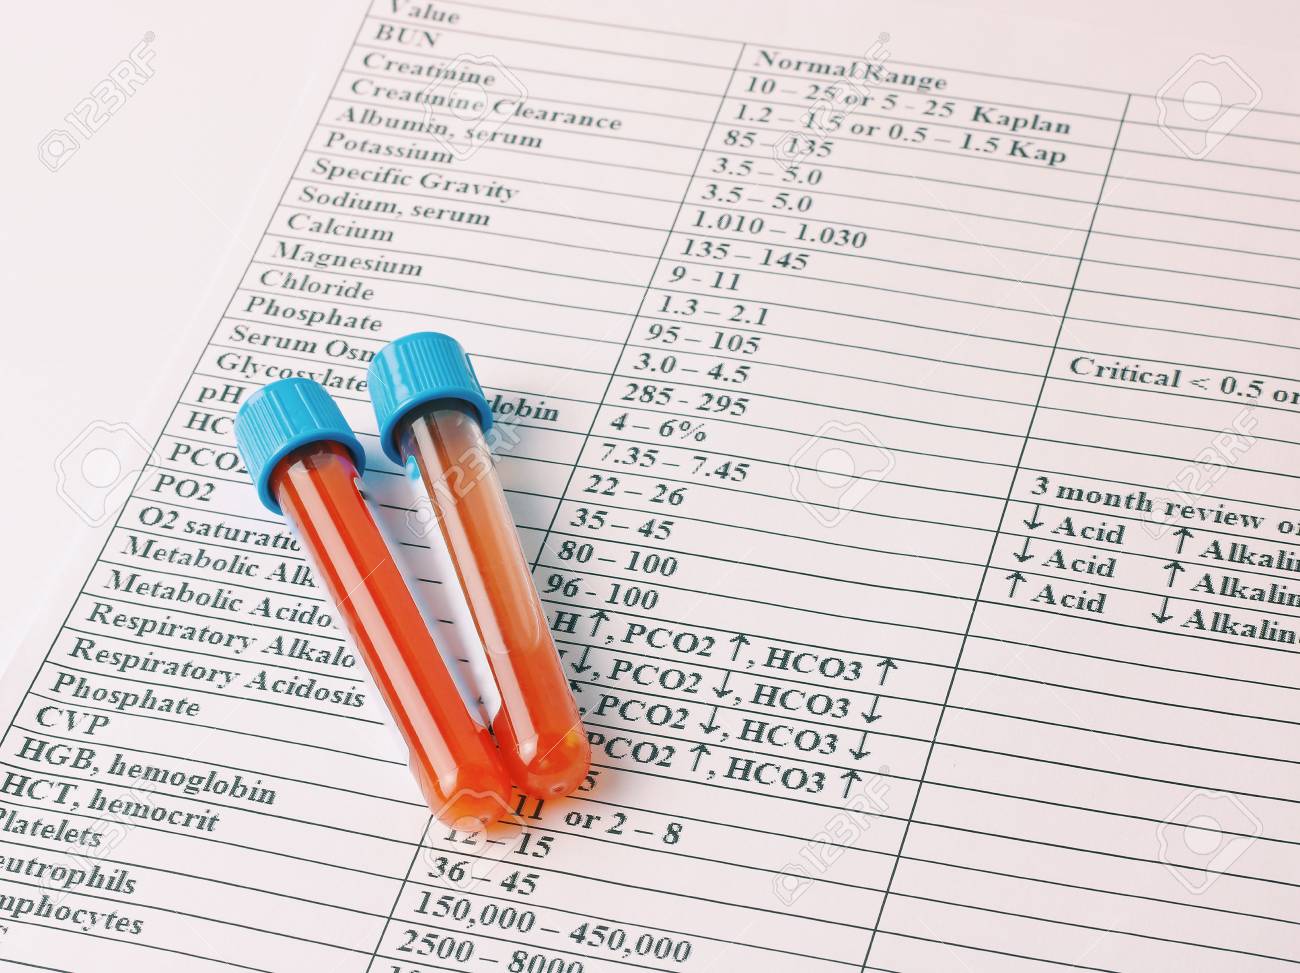 Value Normal Range
BUN 10 – 25 or 5 - 25 Kaplan
Creatinine 1.2 – 1.5 or 0.5 – 1.5 Kap
Creatinine Clearance 85 – 135
Albumin, serum 3.5 – 5.0
Potassium 3.5 – 5.0
Specific Gravity 1.010 – 1.030
Sodium, serum 135 – 145
Calcium 9 - 11
Magnesium 1.3 – 2.1 Critical < 0.5 or
Chloride 95 – 105
Phosphate 3.0 – 4.5
Serum Osm 285 - 295
Glycosylate lobin 4 – 6% 3 month review o
pH 7.35 – 7.45 ↓ Acid ↑ Alkalin
HC 22 – 26 ↓ Acid ↑ Alkalin
PCO2 35 – 45 ↑ Acid ↓ Alkalin
PO2 80 – 100
O2 saturatio 96 - 100
Metabolic Alk H ↑, PCO2 ↑, HCO3 ↑
Metabolic Acido ↓, PCO2 ↓, HCO3 ↓
Respiratory Alkalo , PCO2 ↓, HCO3 ↓
Respiratory Acidosis PCO2 ↑, HCO3 ↑
Phosphate 5
CVP 11 or 2 – 8
HGB, hemoglobin 12 – 15
HCT, hemocrit 36 – 45
Platelets 150,000 – 450,000
eutrophils 2500 – 8000
mphocytes
123RF
123RF
123RF
123RF
123RF
123RF
123RF